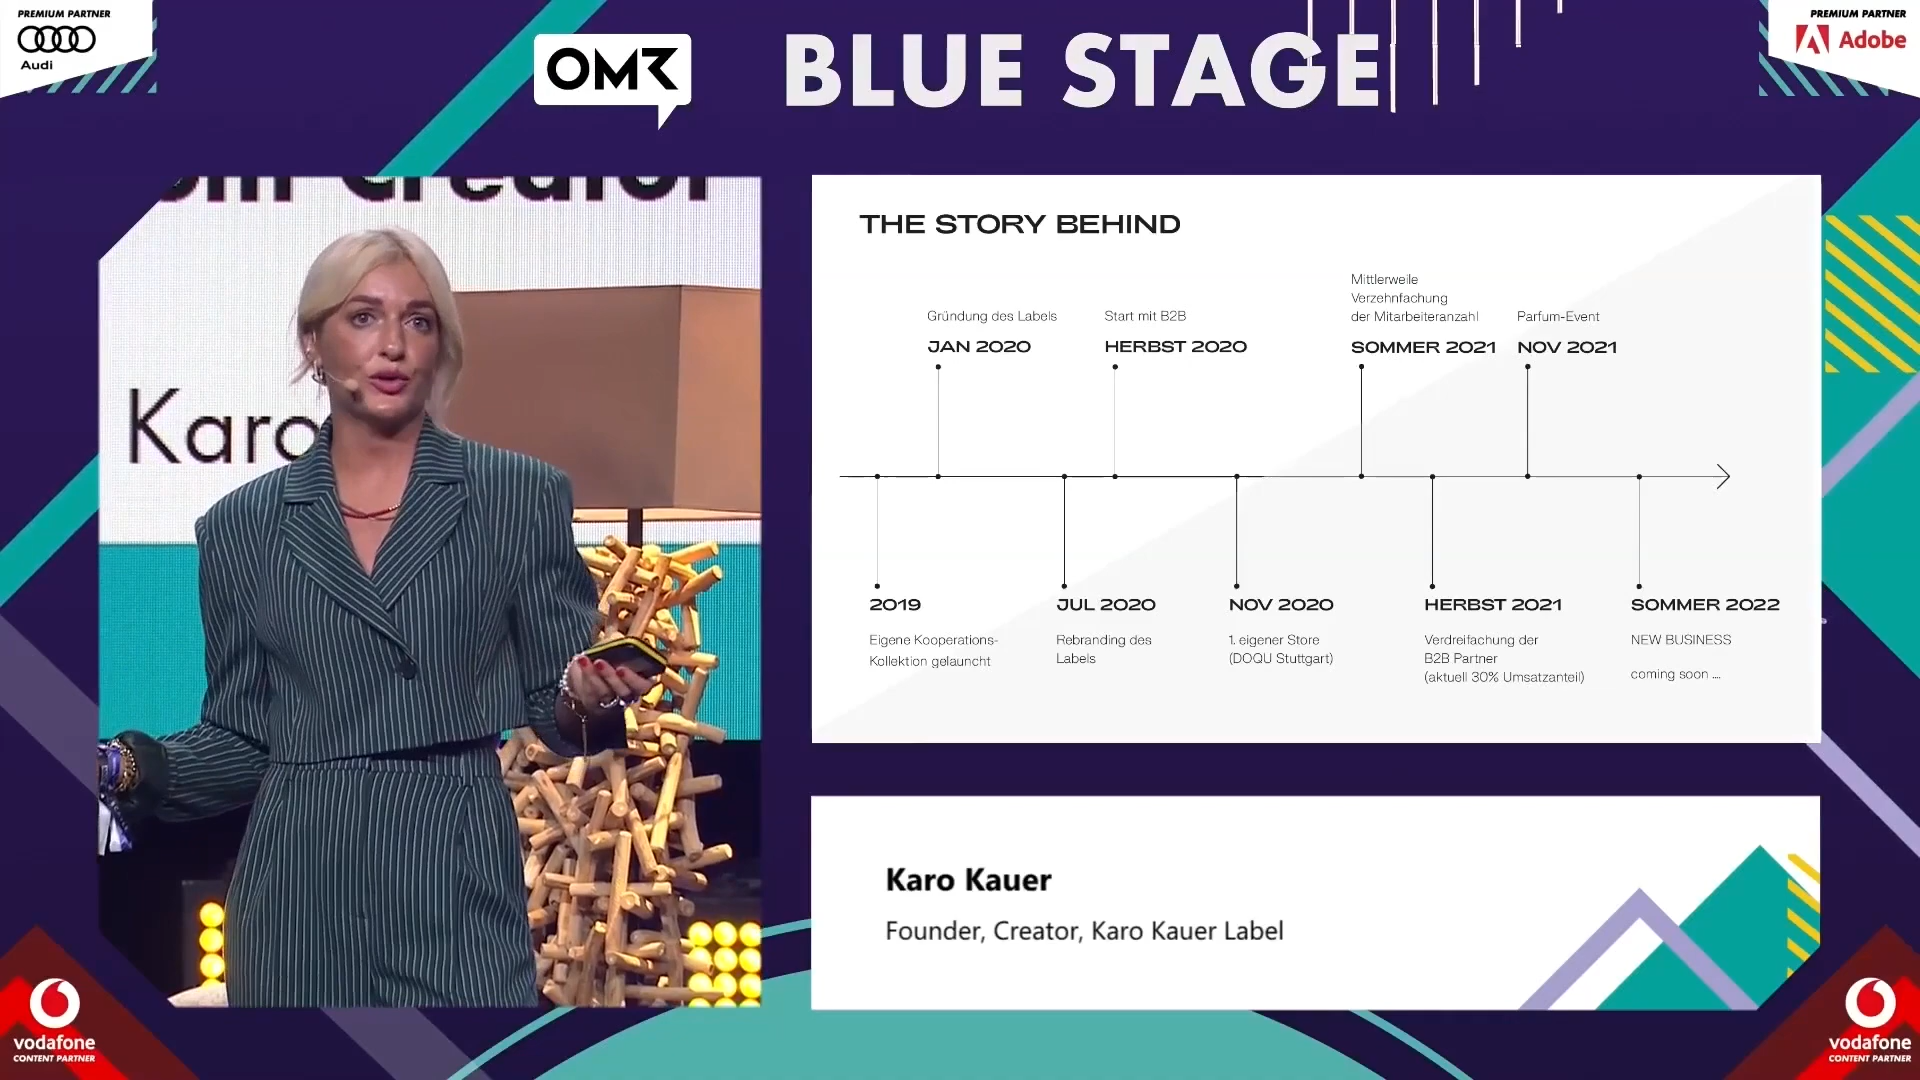 PREMIUM PARTNER
Audi
OMR
BLUE STAGE
PREMIUM PARTNER
Adobe
Karo
THE STORY BEHIND
Gründung des Labels
JAN 2020
Start mit B2B
HERBST 2020
Mittlerweile
Verzehnfachung
der Mitarbeiteranzahl
SOMMER 2021
Parfum-Event
NOV 2021
2019
Eigene Kooperations-
Kollektion gelauncht
JUL 2020
Rebranding des
Labels
NOV 2020
1. eigener Store
(DOQU Stuttgart)
HERBST 2021
Verdreifachung der
B2B Partner
(aktuell 30% Umsatzanteil)
SOMMER 2022
NEW BUSINESS
coming soon ....
Karo Kauer
Founder, Creator, Karo Kauer Label
vodafone
CONTENT PARTNER
vodafone
CONTENT PARTNER